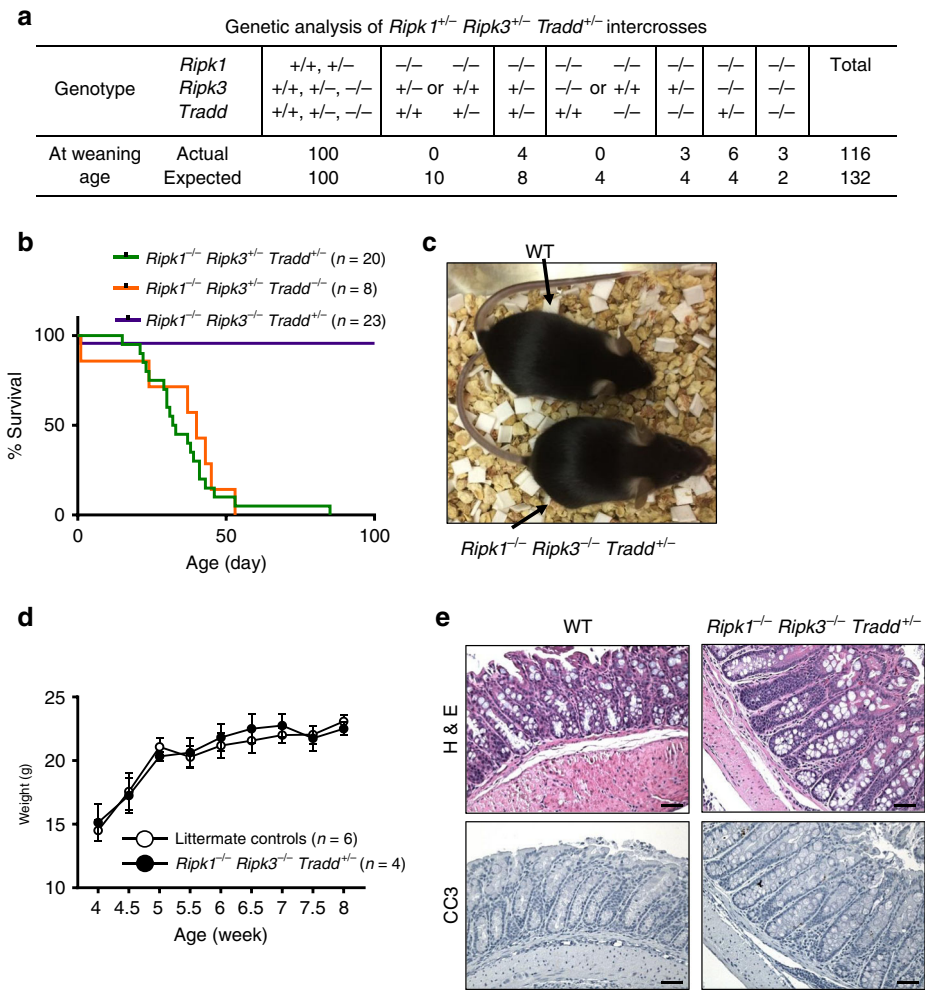 a
Genetic analysis of Ripk1+/– Ripk3+/– Tradd+/– intercrosses
Genotype
Ripk1 +/+, +/– –/– –/– –/– –/– –/– –/– –/– –/– Total
Ripk3 +/+, +/–, –/– +/– or +/+ +/– –/– or +/+ +/– –/– –/–
Tradd +/+, +/–, –/– +/+ +/– +/– +/+ –/– –/– +/– –/–
At weaning age
Actual 100 0 4 0 3 6 3 116
Expected 100 10 8 4 4 4 2 132
b
Ripk1–/– Ripk3+/– Tradd+/– (n = 20)
Ripk1–/– Ripk3+/– Tradd–/– (n = 8)
Ripk1–/– Ripk3–/– Tradd+/– (n = 23)
% Survival
100
50
0
0 50 100
Age (day)
c
WT
Ripk1–/– Ripk3–/– Tradd+/–
d
Weight (g)
25
20
15
10
Littermate controls (n = 6)
Ripk1–/– Ripk3–/– Tradd+/– (n = 4)
4 4.5 5 5.5 6 6.5 7 7.5 8
Age (week)
e
WT Ripk1–/– Ripk3–/– Tradd+/–
H & E
CC3